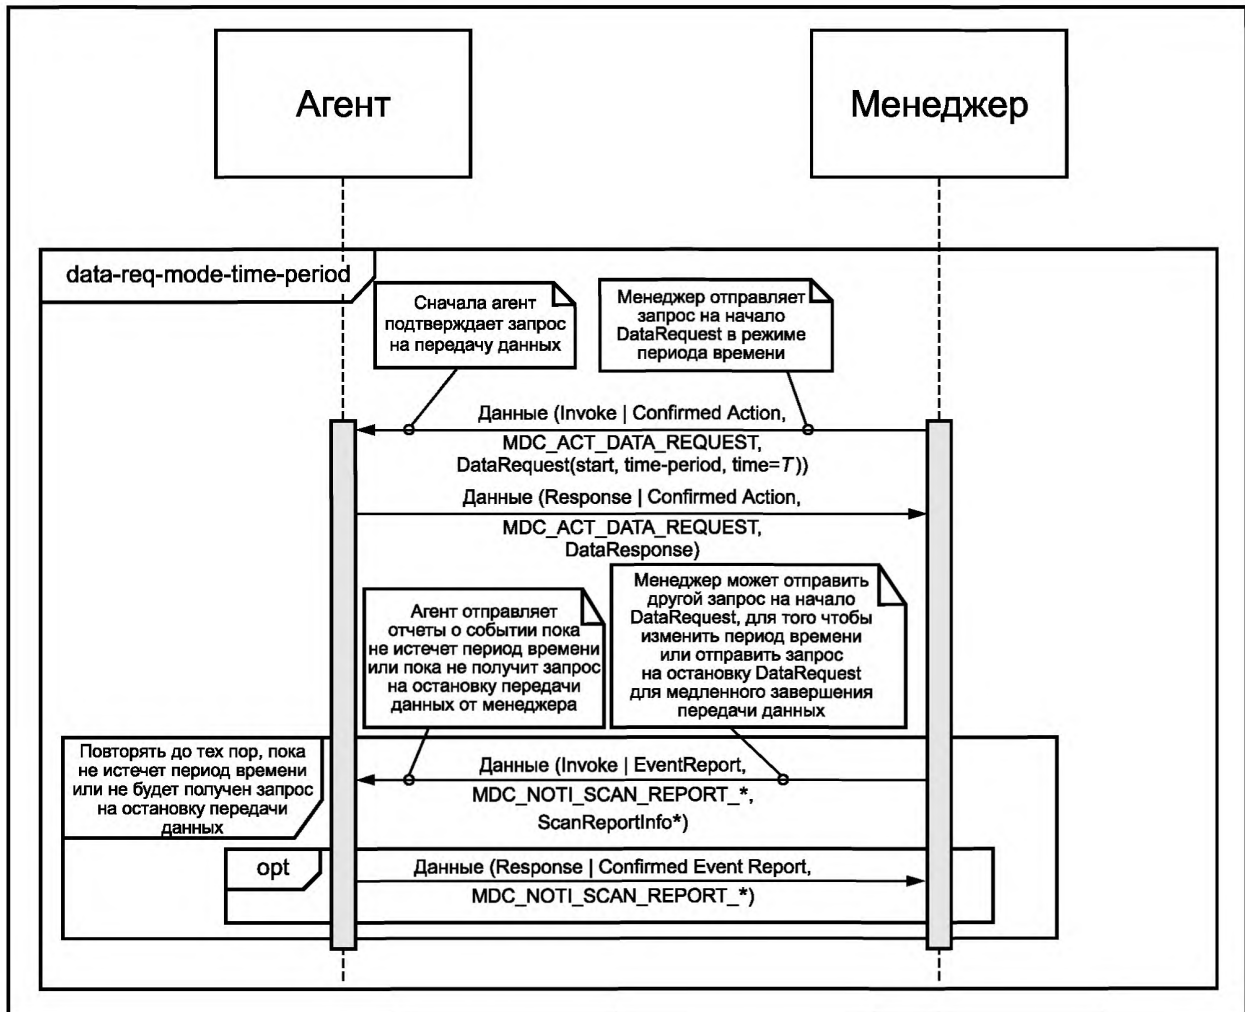 Агент
Менеджер
data-req-mode-time-period
Сначала агент
подтверждает запрос
на передачу данных
Менеджер отправляет
запрос на начало
DataRequest в режиме
периода времени
Данные (Invoke | Confirmed Action,
MDC_ACT_DATA_REQUEST,
DataRequest(start, time-period, time=T))
Данные (Response | Confirmed Action,
MDC_ACT_DATA_REQUEST,
DataResponse)
Агент отправляет
отчеты о событии пока
не истечет период времени
или пока не получит запрос
на остановку передачи
данных от менеджера
Менеджер может отправить
другой запрос на начало
DataRequest, для того чтобы
изменить период времени
или отправить запрос
на остановку DataRequest
для медленного завершения
передачи данных
Повторять до тех пор, пока
не истечет период времени
или не будет получен запрос
на остановку передачи
данных
Данные (Invoke | EventReport,
MDC_NOTI_SCAN_REPORT_*,
ScanReportInfo*)
opt
Данные (Response | Confirmed Event Report,
MDC_NOTI_SCAN_REPORT_*)